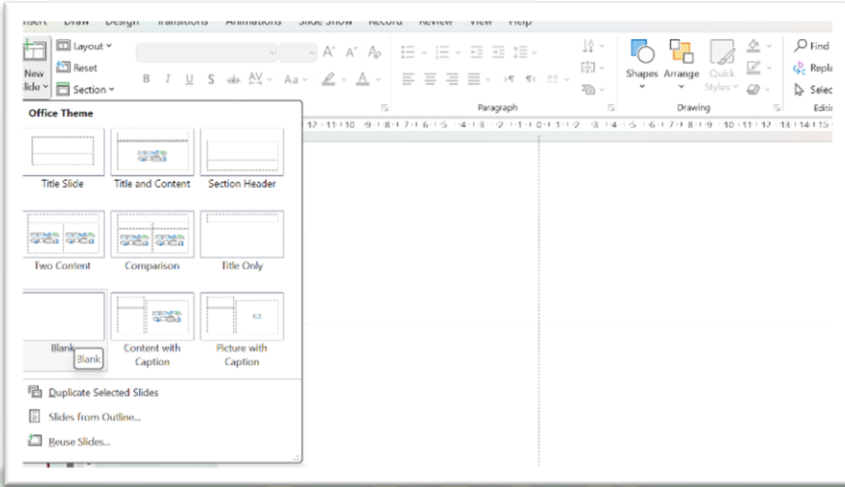 Draw Design Transitions Animations Slide Show Record Review View Help
Layout
Find
New
Reset
Shapes Arrange Quick
Section
B I U S ab AV Aa A
Styles
Paragraph
Drawing
Office Theme
Title Slide Title and Content Section Header
Two Content Comparison Title Only
Blank Content with Picture with
Caption Caption
Blank
Duplicate Selected Slides
Slides from Outline...
Reuse Slides...